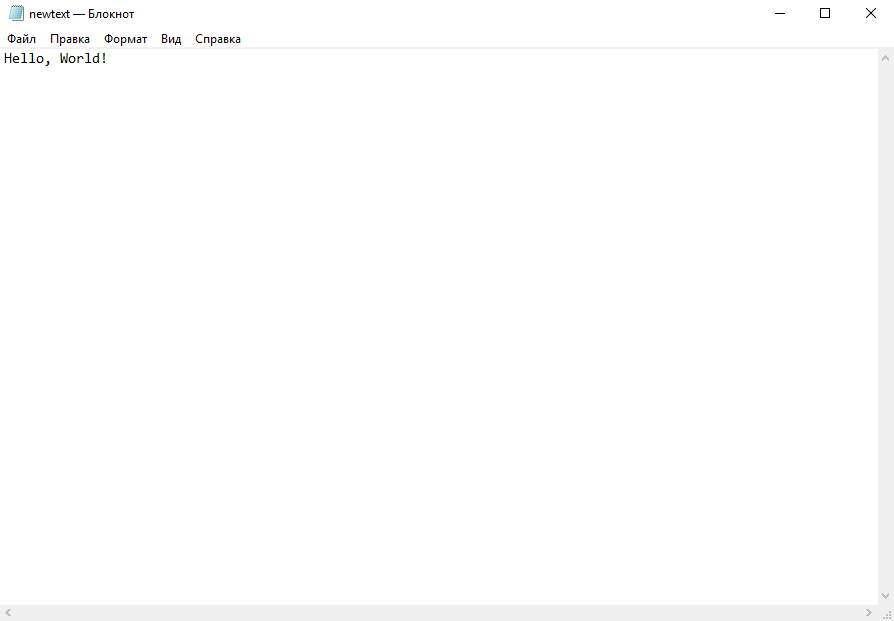 newtext — Блокнот
Файл Правка Формат Вид Справка
Hello, World!